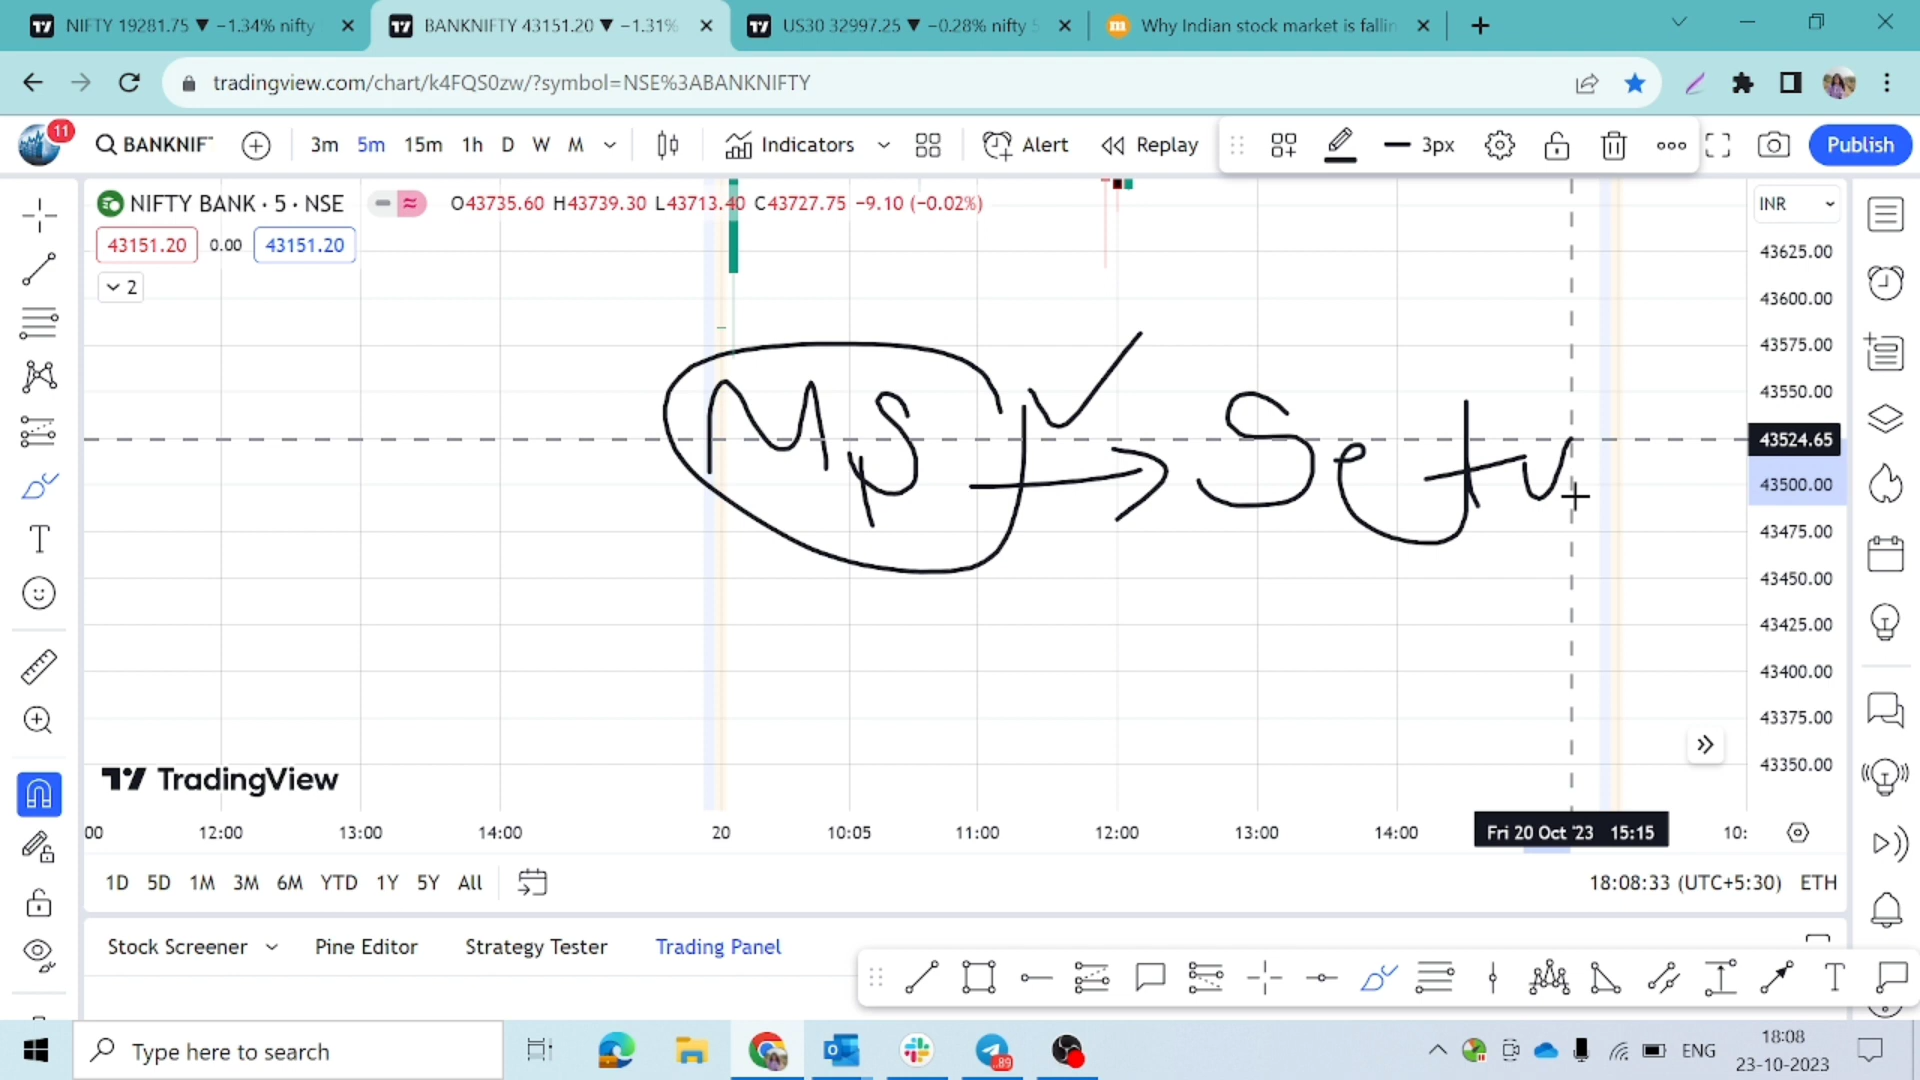 NIFTY 19281.75 ▼ −1.34% nifty
BANKNIFTY 43151.20 ▼ −1.31%
US30 32997.25 ▼ −0.28% nifty
Why Indian stock market is fallin
tradingview.com/chart/k4FQS0zw/?symbol=NSE%3ABANKNIFTY
11
BANKNIF
3m 5m 15m 1h D W M
Indicators
Alert
Replay
3px
Publish
NIFTY BANK · 5 · NSE
O43735.60 H43739.30 L43713.40 C43727.75 −9.10 (−0.02%)
INR
43151.20 0.00 43151.20
2
43625.00
43600.00
43575.00
43550.00
43524.65
43500.00
43475.00
43450.00
43425.00
43400.00
43375.00
43350.00
MS → Setu
TradingView
00 12:00 13:00 14:00 20 10:05 11:00 12:00 13:00 14:00 Fri 20 Oct '23 15:15 10:
1D 5D 1M 3M 6M YTD 1Y 5Y All
18:08:33 (UTC+5:30) ETH
Stock Screener Pine Editor Strategy Tester Trading Panel
Type here to search
89
ENG
18:08
23-10-2023